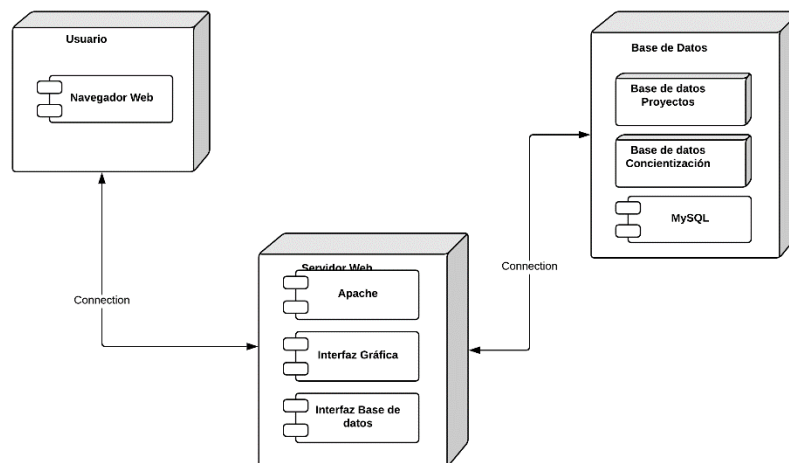 Usuario
Navegador Web
Base de Datos
Base de datos
Proyectos
Base de datos
Concientización
MySQL
Connection
Connection
Servidor Web
Apache
Interfaz Gráfica
Interfaz Base de
datos